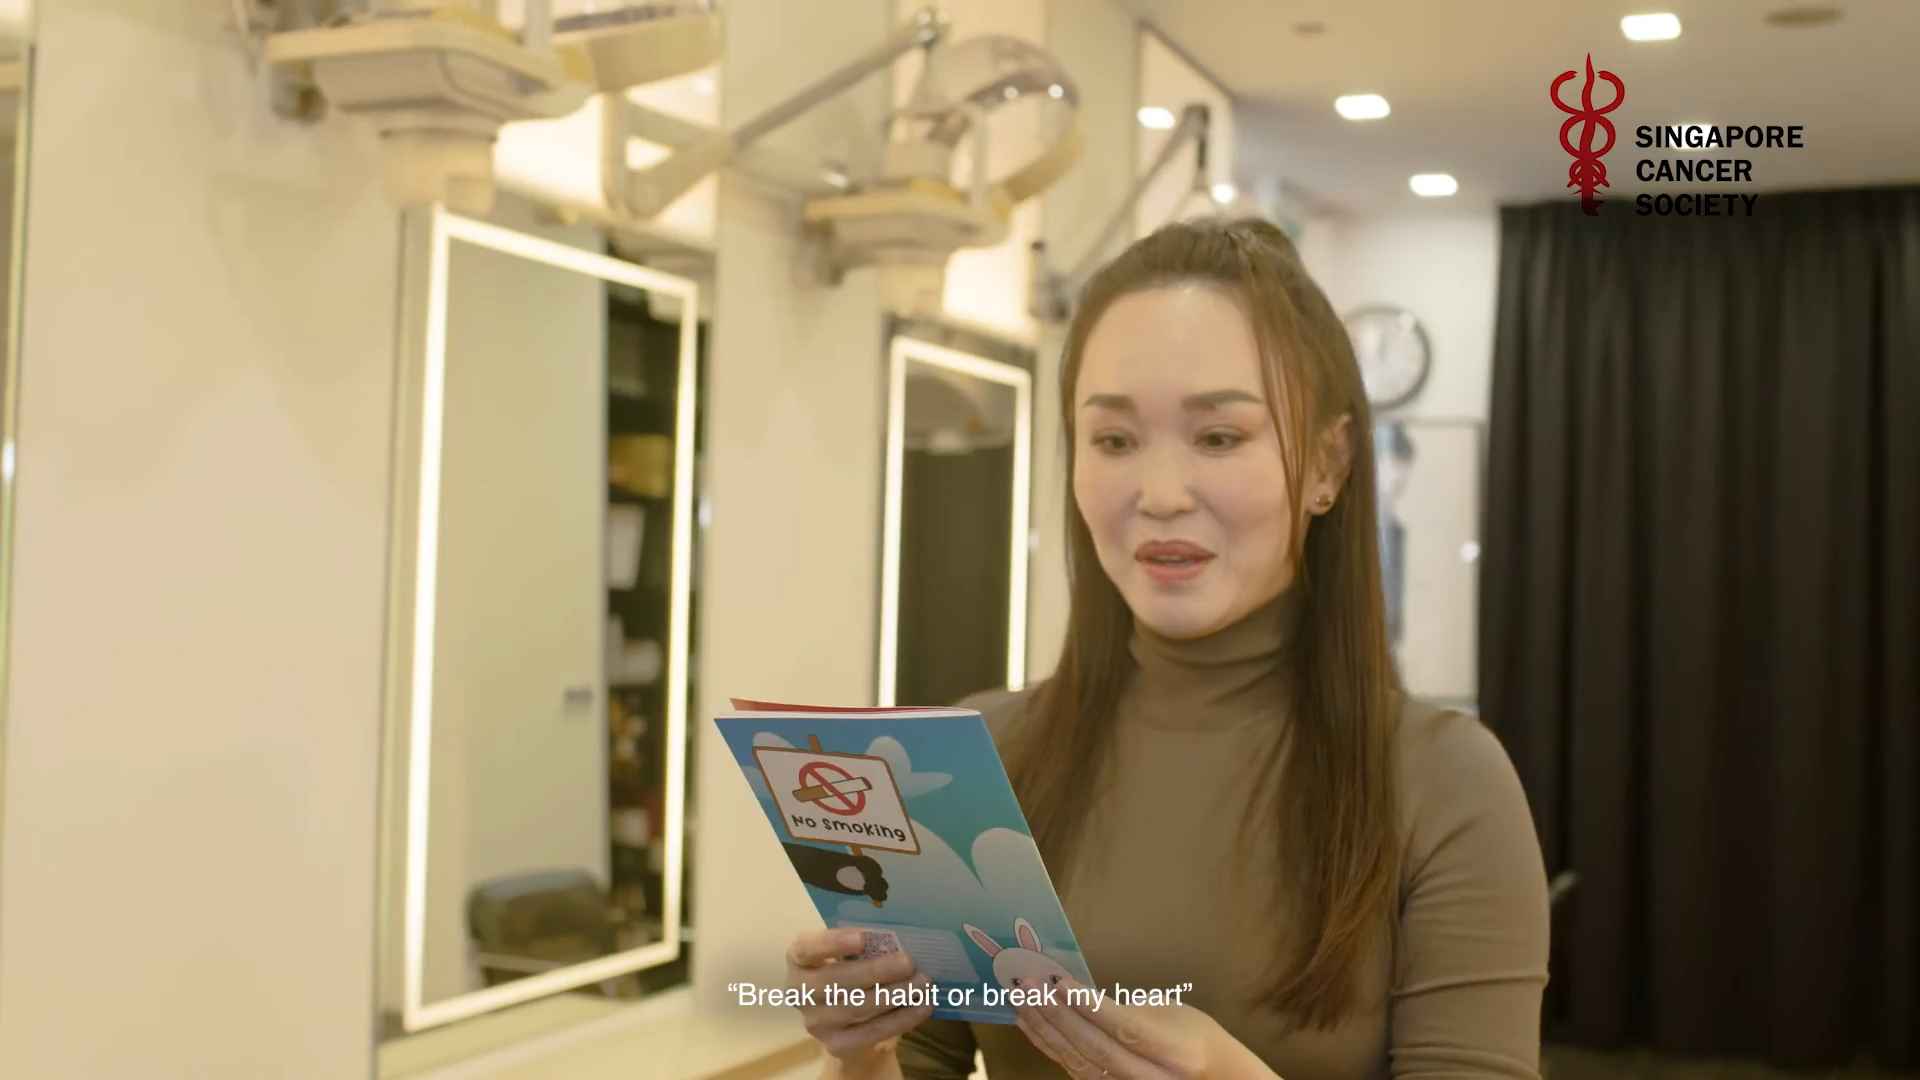 SINGAPORE
CANCER
SOCIETY
No smoking
“Break the habit or break my heart”